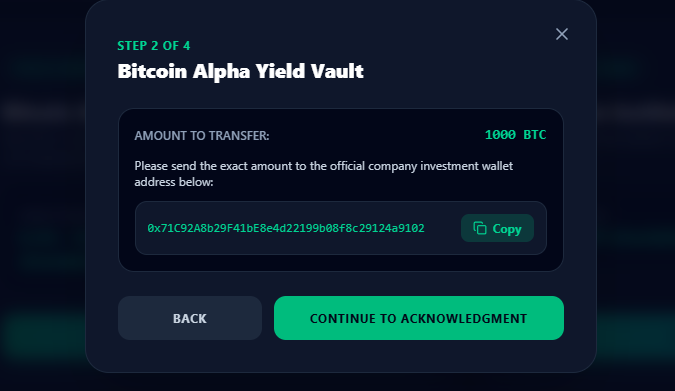 STEP 2 OF 4
Bitcoin Alpha Yield Vault
AMOUNT TO TRANSFER:
1000 BTC
Please send the exact amount to the official company investment wallet
address below:
0x71C92A8b29F41bE8e4d22199b08f8c29124a9102
Copy
BACK
CONTINUE TO ACKNOWLEDGMENT